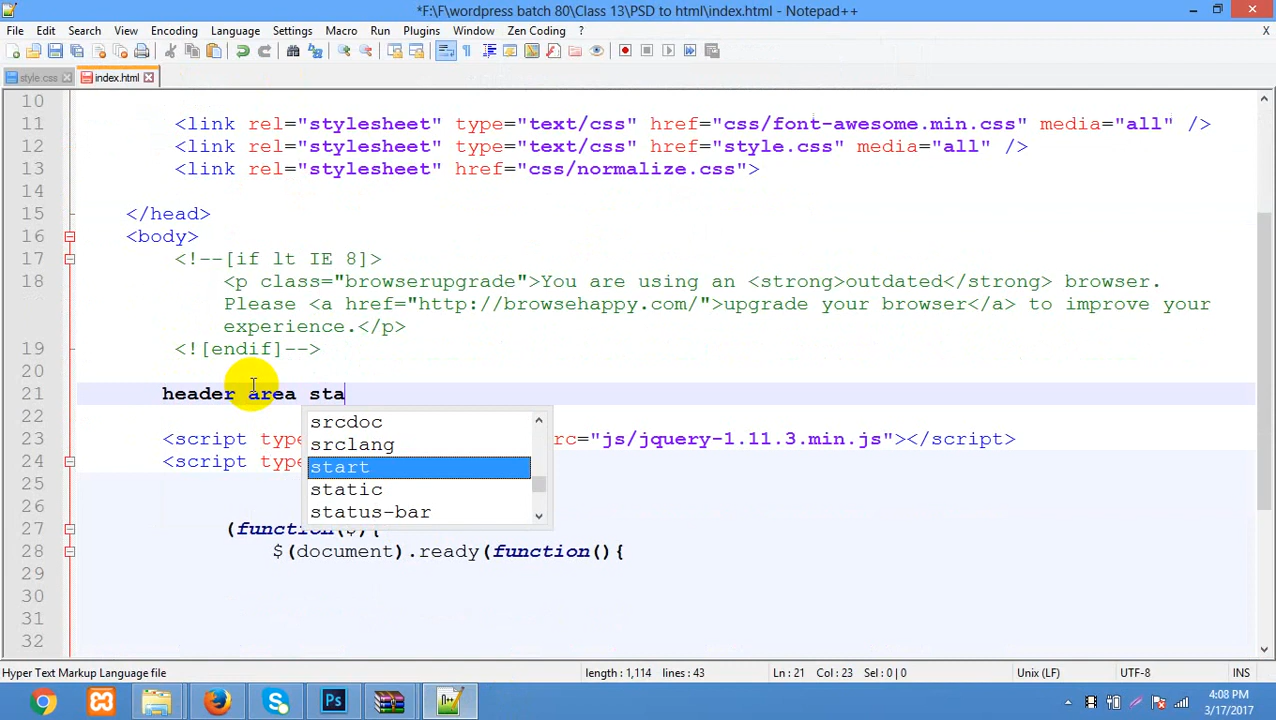 *F:\F\wordpress batch 80\Class 13\PSD to html\index.html - Notepad++
File Edit Search View Encoding Language Settings Macro Run Plugins Window Zen Coding ? X
style.css index.html
10
11 <link rel="stylesheet" type="text/css" href="css/font-awesome.min.css" media="all" />
12 <link rel="stylesheet" type="text/css" href="style.css" media="all" />
13 <link rel="stylesheet" href="css/normalize.css">
14
15 </head>
16 <body>
17 <!--[if lt IE 8]>
18 <p class="browserupgrade">You are using an <strong>outdated</strong> browser.
Please <a href="http://browsehappy.com/">upgrade your browser</a> to improve your
experience.</p>
19 <![endif]-->
20
21 header area sta
22
srcdoc
srclang
start
static
status-bar
23 <script type rc="js/jquery-1.11.3.min.js"></script>
24 <script type
25
26
27 (function($){
28 $(document).ready(function(){
29
30
31
32
Hyper Text Markup Language file length : 1,114 lines : 43 Ln : 21 Col : 23 Sel : 0 | 0 Unix (LF) UTF-8 INS
Ps
4:08 PM
3/17/2017